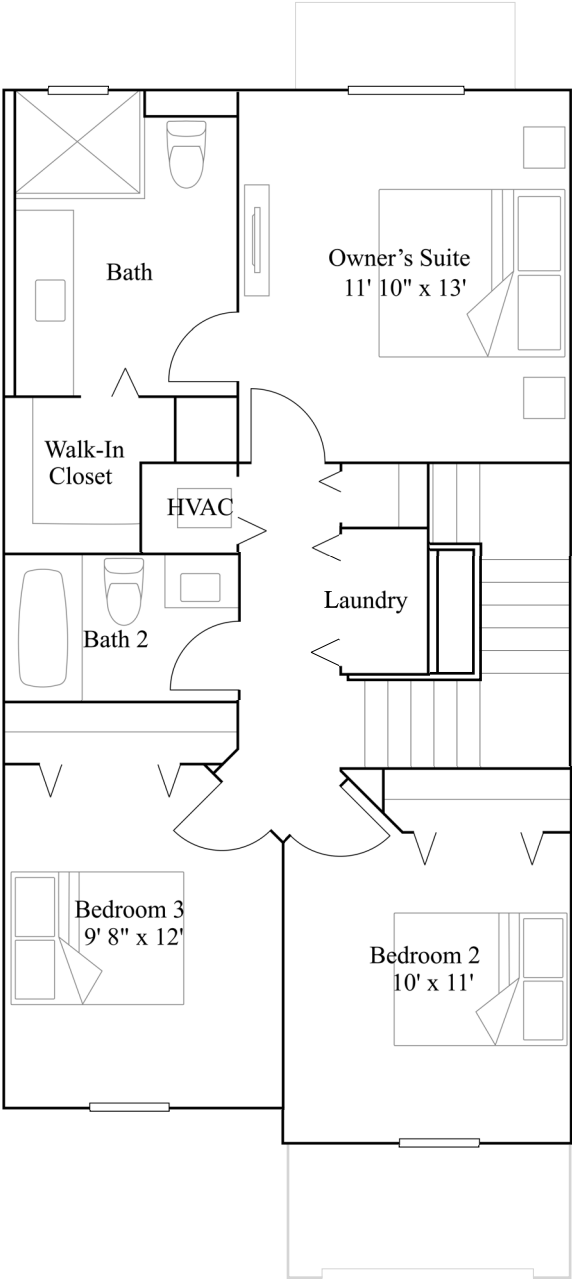 Bath
Owner’s Suite
11' 10" x 13'
Walk-In
Closet
HVAC
Laundry
Bath 2
Bedroom 3
9' 8" x 12'
Bedroom 2
10' x 11'